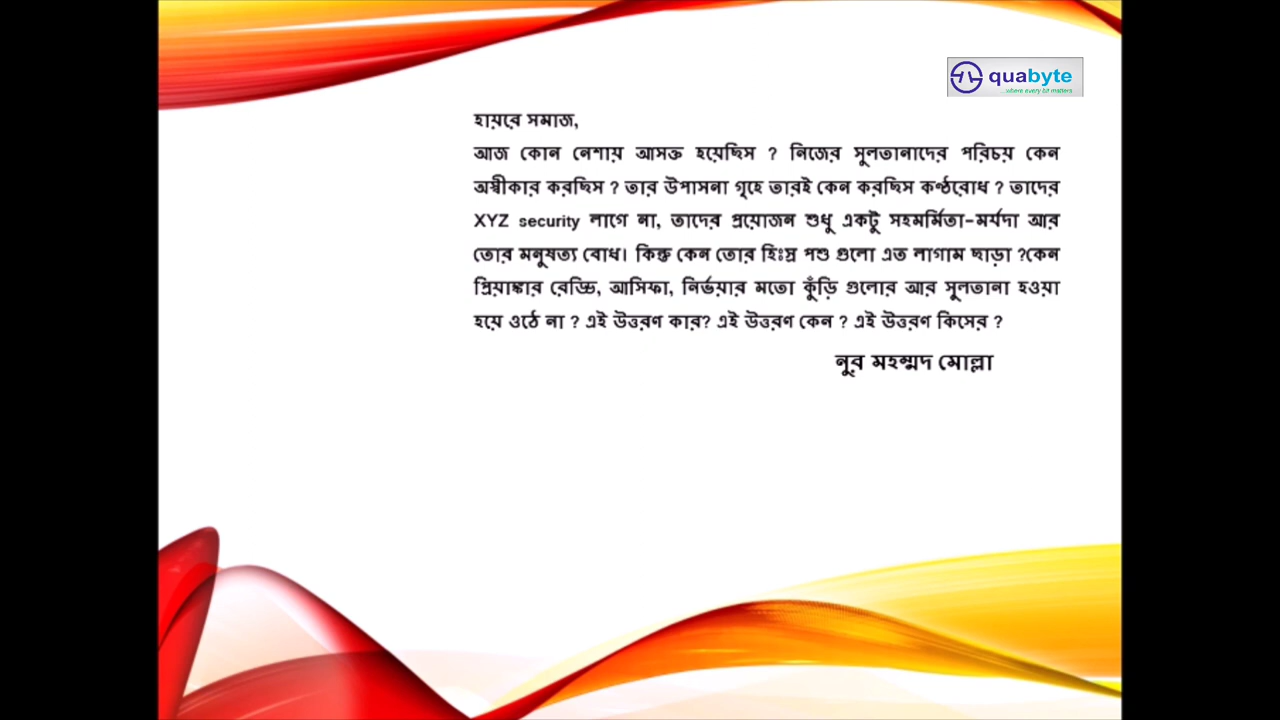 quabyte
...where every bit matters
হায়রে সমাজ,
আজ কোন নেশায় আসক্ত হয়েছিস ? নিজের সুলতানাদের পরিচয় কেন
অস্বীকার করছিস ? তার উপাসনা গৃহে তারই কেন করছিস কণ্ঠরোধ ? তাদের
XYZ security লাগে না, তাদের প্রয়োজন শুধু একটু সহমর্মিতা-মর্যদা আর
তোর মনুষত্য বোধ। কিন্তু কেন তোর হিঃস্র পশু গুলো এত লাগাম ছাড়া ?কেন
প্রিয়াঙ্কার রেড্ডি, আসিফা, নির্ভয়ার মতো কুঁড়ি গুলোর আর সুলতানা হওয়া
হয়ে ওঠে না ? এই উত্তরণ কার? এই উত্তরণ কেন ? এই উত্তরণ কিসের ?
নুর মহম্মদ মোল্লা